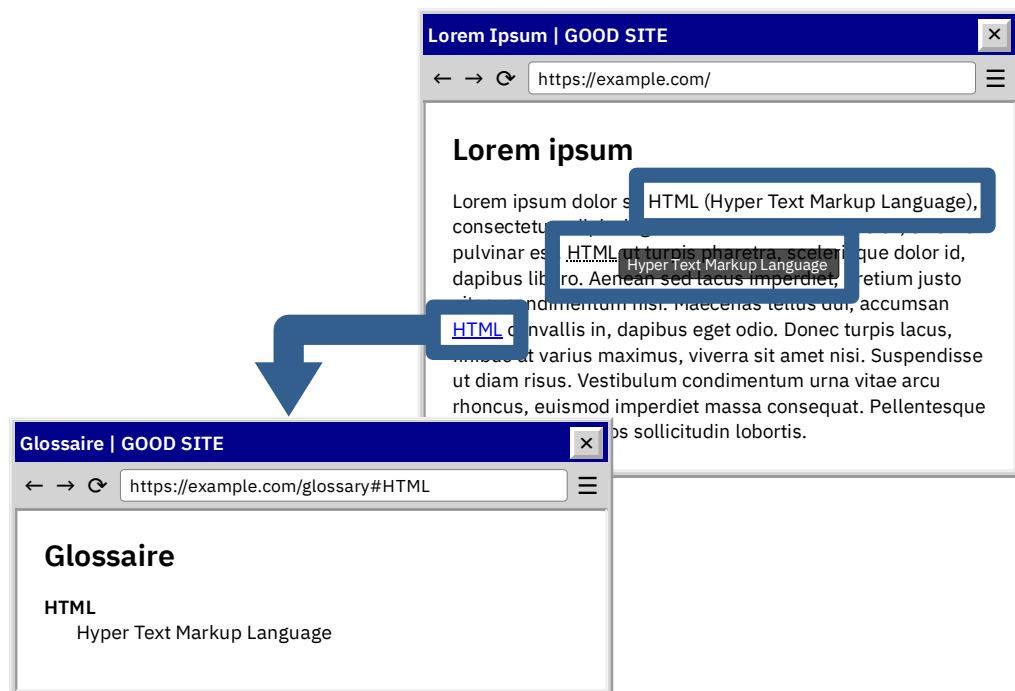 Lorem Ipsum | GOOD SITE
https://example.com/
Lorem ipsum
Lorem ipsum dolor s HTML (Hyper Text Markup Language),
consectetu
pulvinar es HTML ut turpis pharetra, scelerisque dolor id,
Hyper Text Markup Language
dapibus libero. Aenean sed lacus imperdiet, pretium justo
Maecenas tellus dui, accumsan
HTML convallis in, dapibus eget odio. Donec turpis lacus,
at varius maximus, viverra sit amet nisi. Suspendisse
ut diam risus. Vestibulum condimentum urna vitae arcu
rhoncus, euismod imperdiet massa consequat. Pellentesque
os sollicitudin lobortis.
Glossaire | GOOD SITE
https://example.com/glossary#HTML
Glossaire
HTML
Hyper Text Markup Language